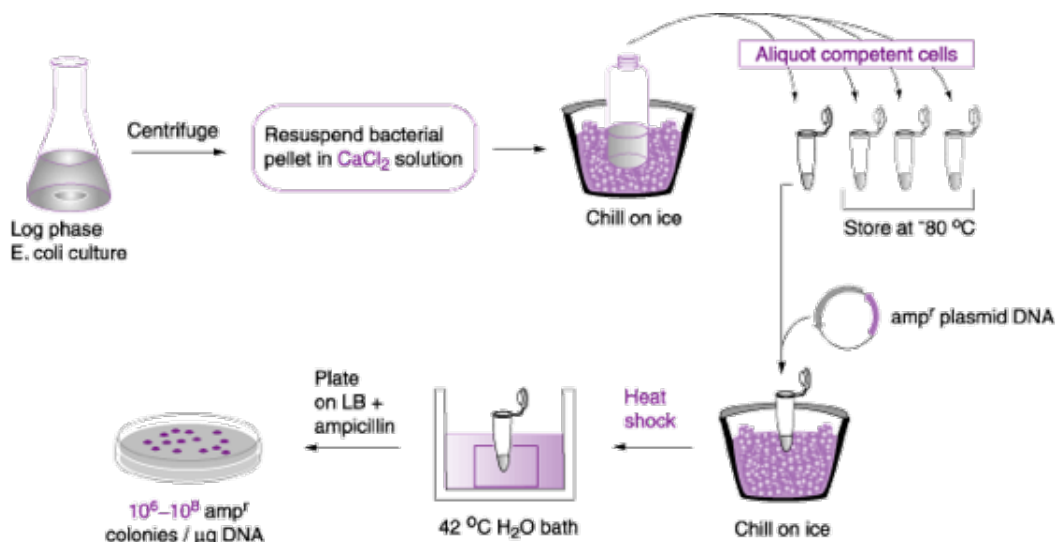 Log phase
E. coli culture
Centrifuge
Resuspend bacterial
pellet in CaCl₂ solution
Chill on ice
Aliquot competent cells
Store at ⁻80 ºC
ampʳ plasmid DNA
Chill on ice
Heat
shock
42 ºC H₂O bath
Plate
on LB +
ampicillin
10⁶–10⁸ ampʳ
colonies / µg DNA